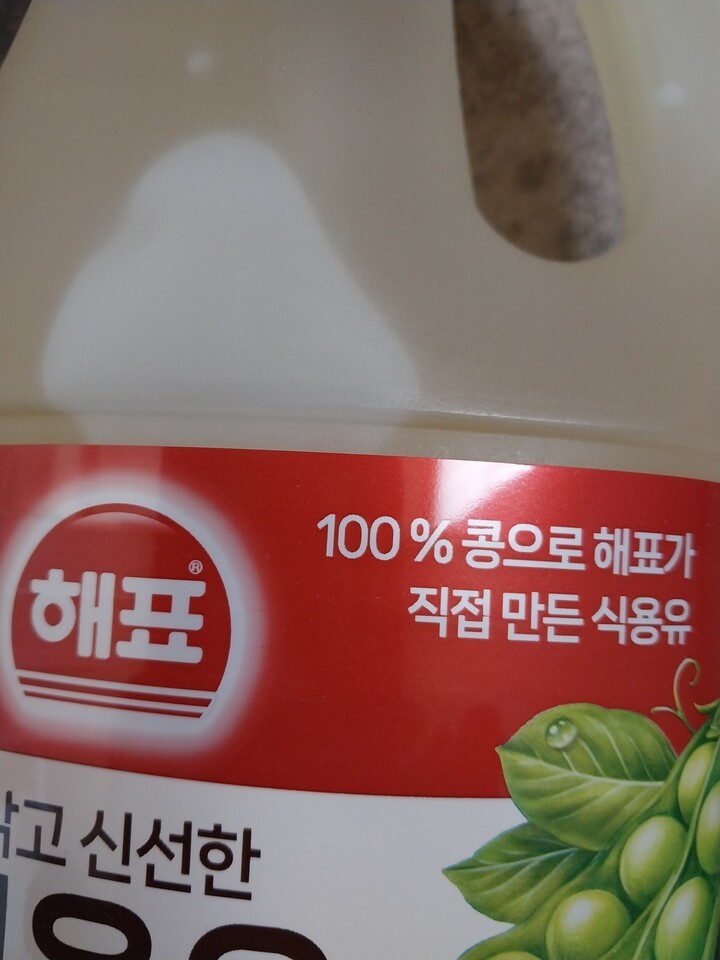 해표®
100 % 콩으로 해표가
직접 만든 식용유
신선한